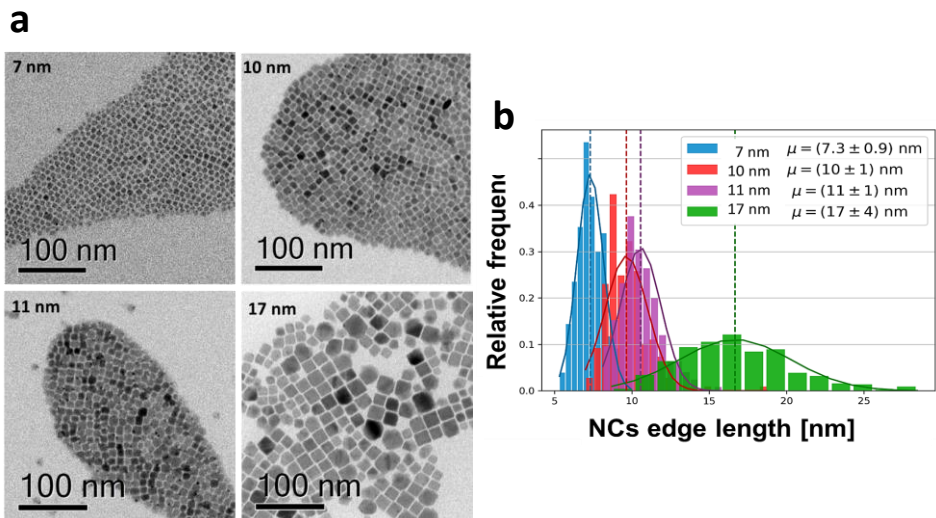 a
7 nm
100 nm
10 nm
100 nm
11 nm
100 nm
17 nm
100 nm
b
Relative frequenc
0.4
0.3
0.2
0.1
0.0
7 nm μ = (7.3 ± 0.9) nm
10 nm μ = (10 ± 1) nm
11 nm μ = (11 ± 1) nm
17 nm μ = (17 ± 4) nm
5 10 15 20 25
NCs edge length [nm]